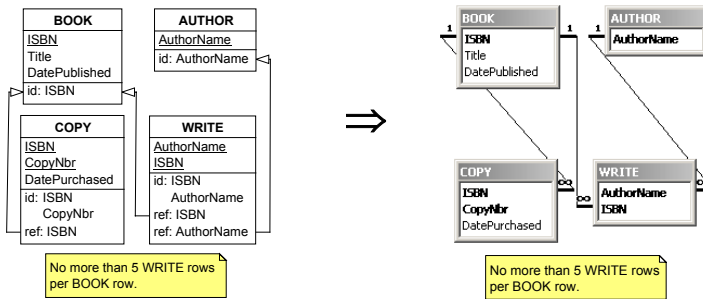 BOOK
ISBN
Title
DatePublished
id: ISBN
AUTHOR
AuthorName
id: AuthorName
COPY
ISBN
CopyNbr
DatePurchased
id: ISBN
CopyNbr
ref: ISBN
WRITE
AuthorName
ISBN
id: ISBN
AuthorName
ref: ISBN
ref: AuthorName
No more than 5 WRITE rows
per BOOK row.
⇒
BOOK
ISBN
Title
DatePublished
AUTHOR
AuthorName
1
1
1
COPY
ISBN
CopyNbr
DatePurchased
WRITE
AuthorName
ISBN
∞
∞
No more than 5 WRITE rows
per BOOK row.